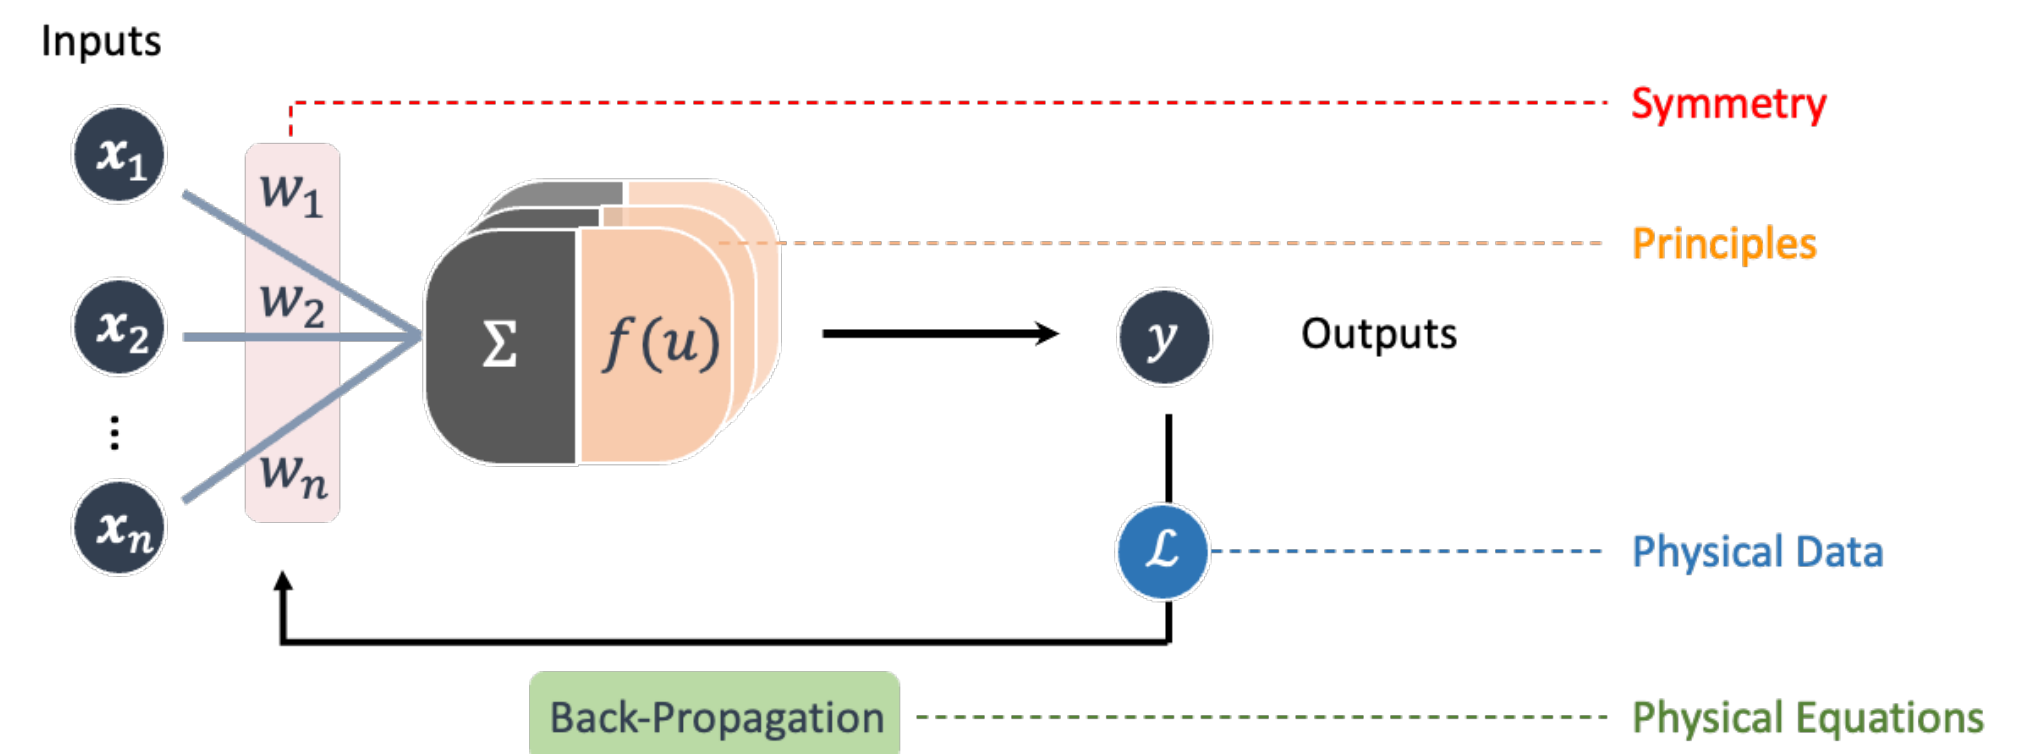 Inputs
Symmetry
x₁
w₁
Principles
x₂
w₂
Σ
f(u)
y
Outputs
⋮
wₙ
xₙ
ℒ
Physical Data
Back-Propagation
Physical Equations